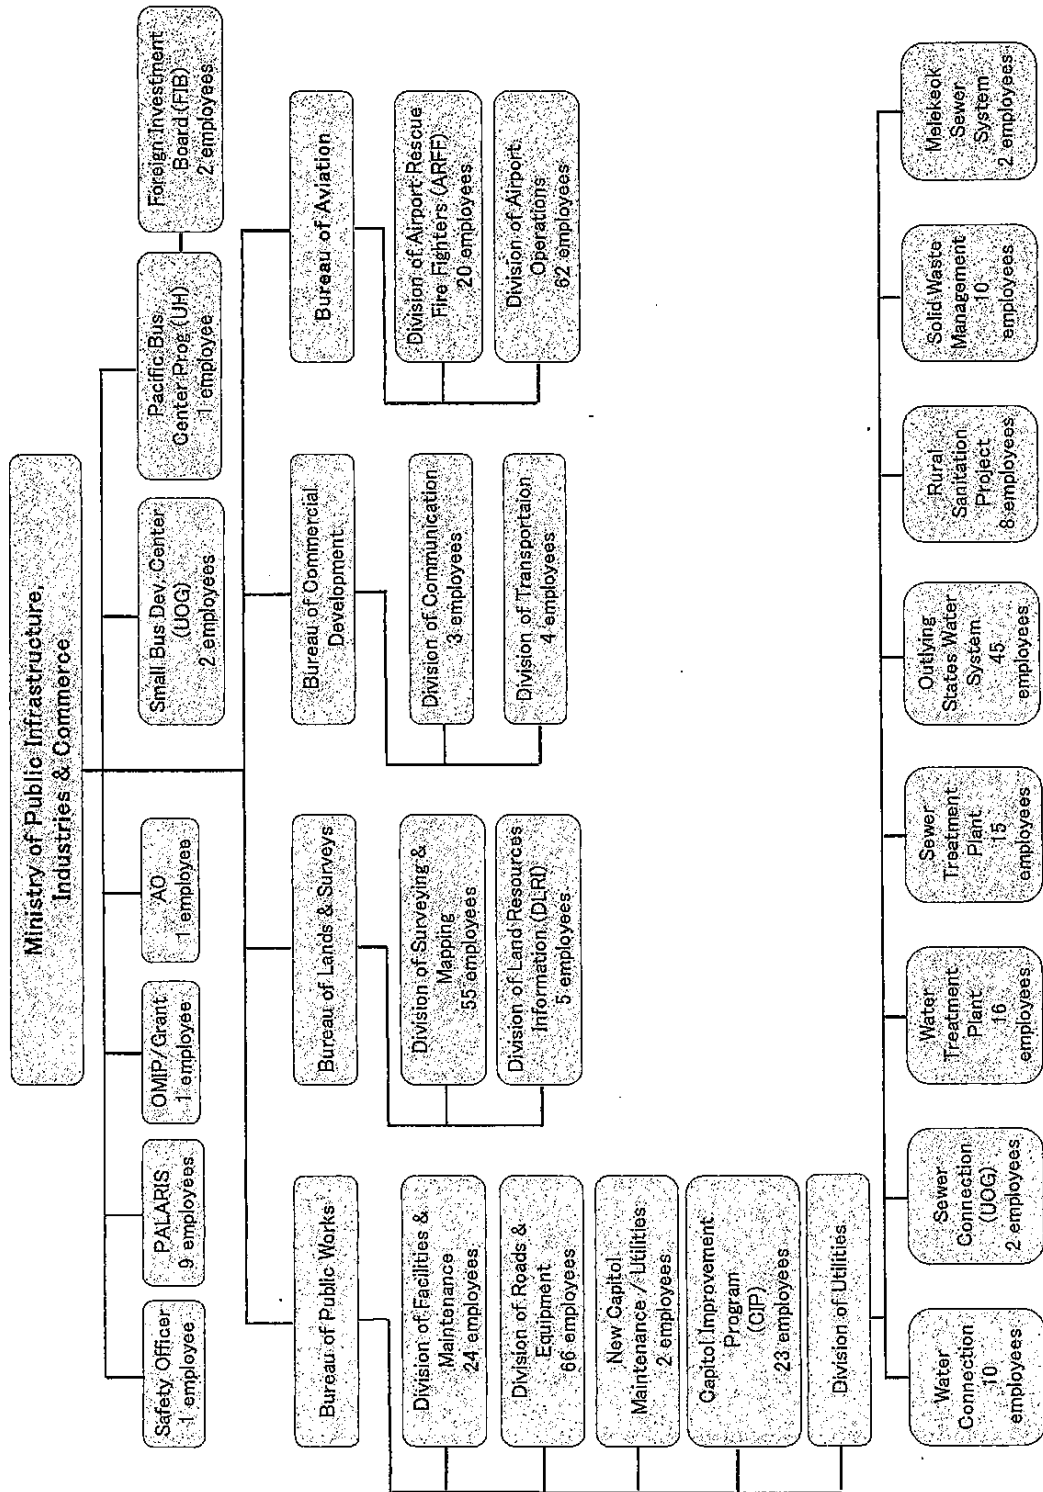 Ministry of Public Infrastructure,
Industries & Commerce
Safety Officer
1 employee
PALARIS
9 employees
OMIP/Grant
1 employee
AO
1 employee
Small Bus Dev. Center
(UOG)
2 employees
Pacific Bus
Center Prog (UH)
1 employee
Foreign Investment
Board (FIB)
2 employees
Bureau of Public Works
Bureau of Lands & Surveys
Bureau of Commercial
Development
Bureau of Aviation
Division of Facilities &
Maintenance
24 employees
Division of Roads &
Equipment
66 employees
New Capitol
Maintenance / Utilities
2 employees
Capitol Improvement
Program
(CIP)
23 employees
Division of Utilities
Division of Surveying &
Mapping
55 employees
Division of Land Resources
Information (DLRI)
5 employees
Division of Communication
3 employees
Division of Transportaion
4 employees
Division of Airport Rescue
Fire Fighters (ARFF)
20 employees
Division of Airport
Operations
62 employees
Water
Connection
10
employees
Sewer
Connection
(UOG)
2 employees
Water
Treatment
Plant
16
employees
Sewer
Treatment
Plant
15
employees
Outlying
States Water
System
45
employees
Rural
Sanitation
Project
8 employees
Solid Waste
Management
10
employees
Melekeok
Sewer
System
2 employees